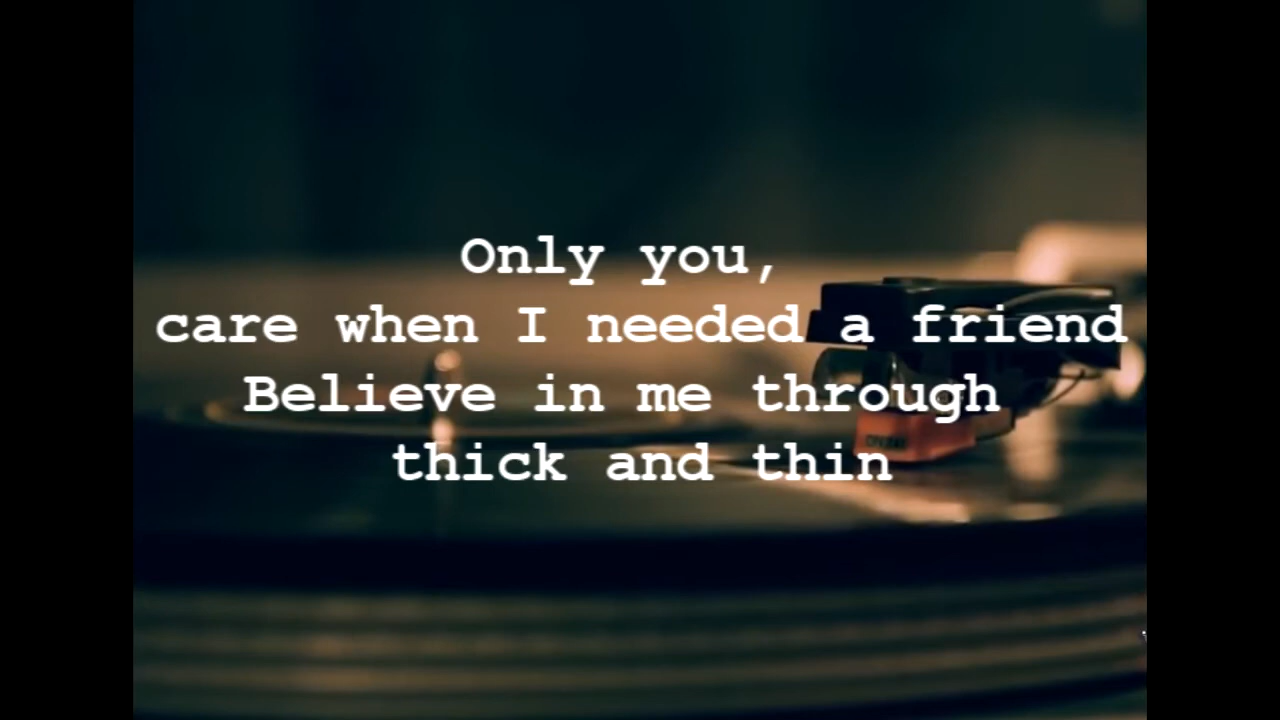 Only you,
care when I needed a friend
Believe in me through
thick and thin